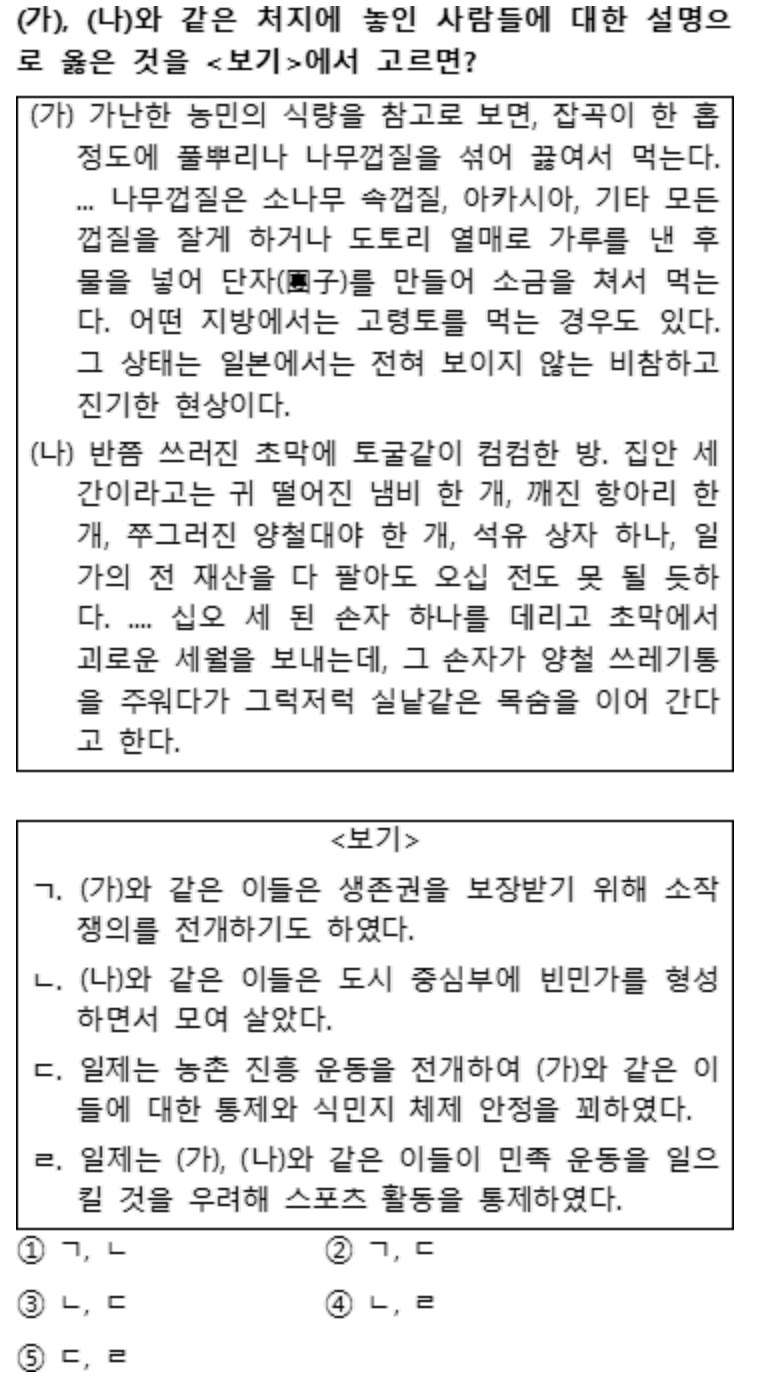 (가), (나)와 같은 처지에 놓인 사람들에 대한 설명으
로 옳은 것을 <보기>에서 고르면?
(가) 가난한 농민의 식량을 참고로 보면, 잡곡이 한 홉
정도에 풀뿌리나 나무껍질을 섞어 끓여서 먹는다.
... 나무껍질은 소나무 속껍질, 아카시아, 기타 모든
껍질을 잘게 하거나 도토리 열매로 가루를 낸 후
물을 넣어 단자(團子)를 만들어 소금을 쳐서 먹는
다. 어떤 지방에서는 고령토를 먹는 경우도 있다.
그 상태는 일본에서는 전혀 보이지 않는 비참하고
진기한 현상이다.
(나) 반쯤 쓰러진 초막에 토굴같이 컴컴한 방. 집안 세
간이라고는 귀 떨어진 냄비 한 개, 깨진 항아리 한
개, 쭈그러진 양철대야 한 개, 석유 상자 하나, 일
가의 전 재산을 다 팔아도 오십 전도 못 될 듯하
다. .... 십오 세 된 손자 하나를 데리고 초막에서
괴로운 세월을 보내는데, 그 손자가 양철 쓰레기통
을 주워다가 그럭저럭 실낱같은 목숨을 이어 간다
고 한다.
<보기>
ㄱ. (가)와 같은 이들은 생존권을 보장받기 위해 소작
쟁의를 전개하기도 하였다.
ㄴ. (나)와 같은 이들은 도시 중심부에 빈민가를 형성
하면서 모여 살았다.
ㄷ. 일제는 농촌 진흥 운동을 전개하여 (가)와 같은 이
들에 대한 통제와 식민지 체제 안정을 꾀하였다.
ㄹ. 일제는 (가), (나)와 같은 이들이 민족 운동을 일으
킬 것을 우려해 스포츠 활동을 통제하였다.
① ㄱ, ㄴ ② ㄱ, ㄷ
③ ㄴ, ㄷ ④ ㄴ, ㄹ
⑤ ㄷ, ㄹ